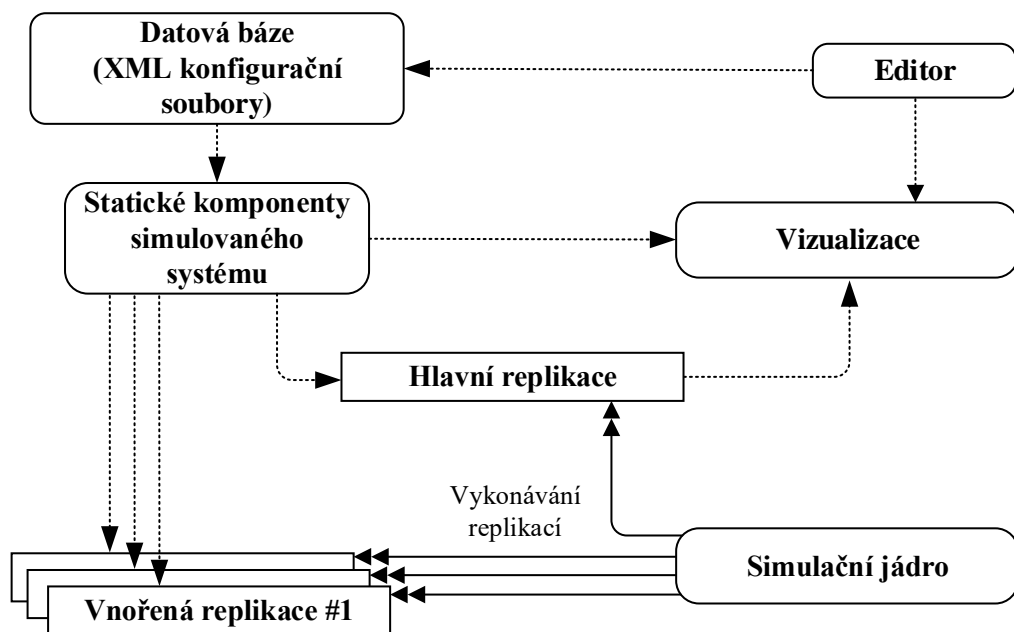 Datová báze
(XML konfigurační
soubory)
Editor
Statické komponenty
simulovaného
systému
Vizualizace
Hlavní replikace
Vykonávání
replikací
Simulační jádro
Vnořená replikace #1